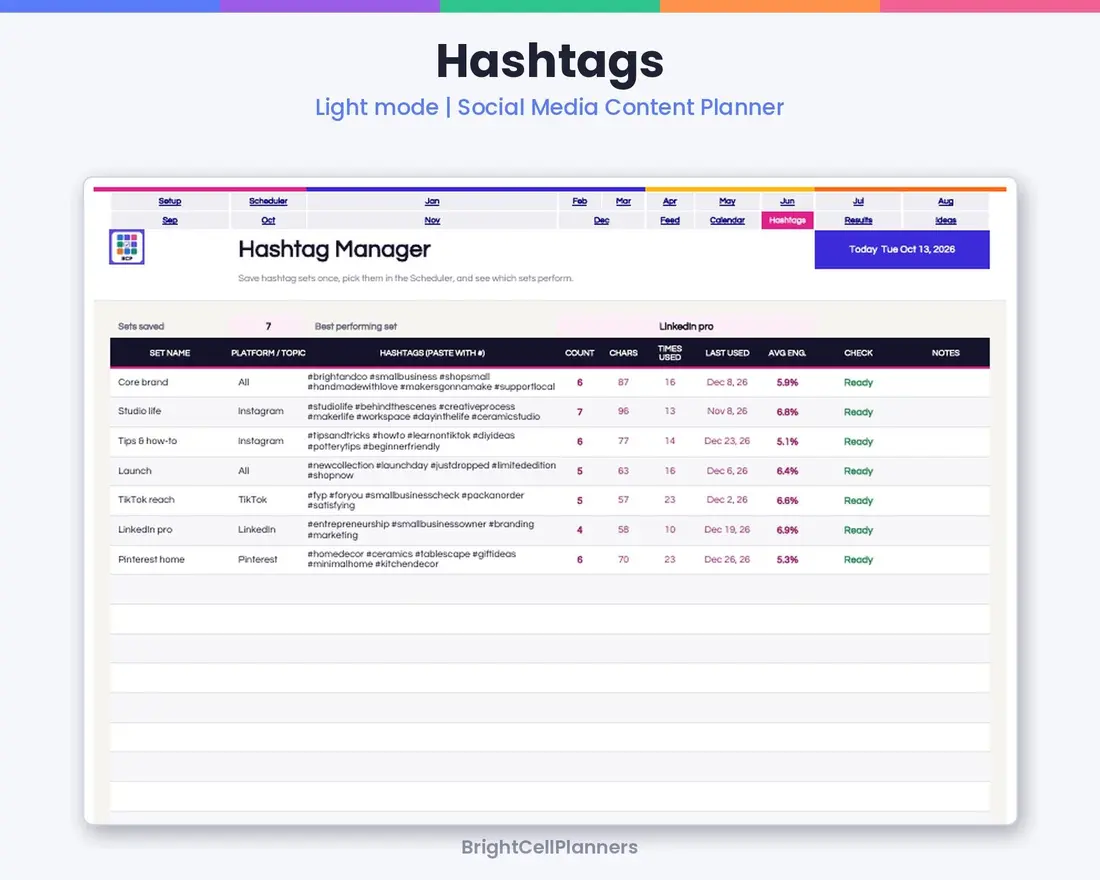 Hashtags
Light mode | Social Media Content Planner
Setup Scheduler Jan Feb Mar Apr May Jun Jul Aug
Sep Oct Nov Dec Feed Calendar Hashtags Results Ideas
BCP
Hashtag Manager
Today Tue Oct 13, 2026
Save hashtag sets once, pick them in the Scheduler, and see which sets perform.
Sets saved 7 Best performing set LinkedIn pro
SET NAME PLATFORM / TOPIC HASHTAGS (PASTE WITH #) COUNT CHARS TIMES USED LAST USED AVG ENG. CHECK NOTES
Core brand All #brightandco #smallbusiness #shopsmall
#handmadewithlove #makersgonnamake #supportlocal 6 87 16 Dec 8, 26 5.9% Ready
Studio life Instagram #studiolife #behindthescenes #creativeprocess
#makerlife #workspace #dayinthelife #ceramicstudio 7 96 13 Nov 8, 26 6.8% Ready
Tips & how-to Instagram #tipsandtricks #howto #learnontiktok #diyideas
#potterytips #beginnerfriendly 6 77 14 Dec 23, 26 5.1% Ready
Launch All #newcollection #launchday #justdropped #limitededition
#shopnow 5 63 16 Dec 6, 26 6.4% Ready
TikTok reach TikTok #fyp #foryou #smallbusinesscheck #packanorder
#satisfying 5 57 23 Dec 2, 26 6.6% Ready
LinkedIn pro LinkedIn #entrepreneurship #smallbusinessowner #branding
#marketing 4 58 10 Dec 19, 26 6.9% Ready
Pinterest home Pinterest #homedecor #ceramics #tablescape #giftideas
#minimalhome #kitchendecor 6 70 23 Dec 26, 26 5.3% Ready
BrightCellPlanners